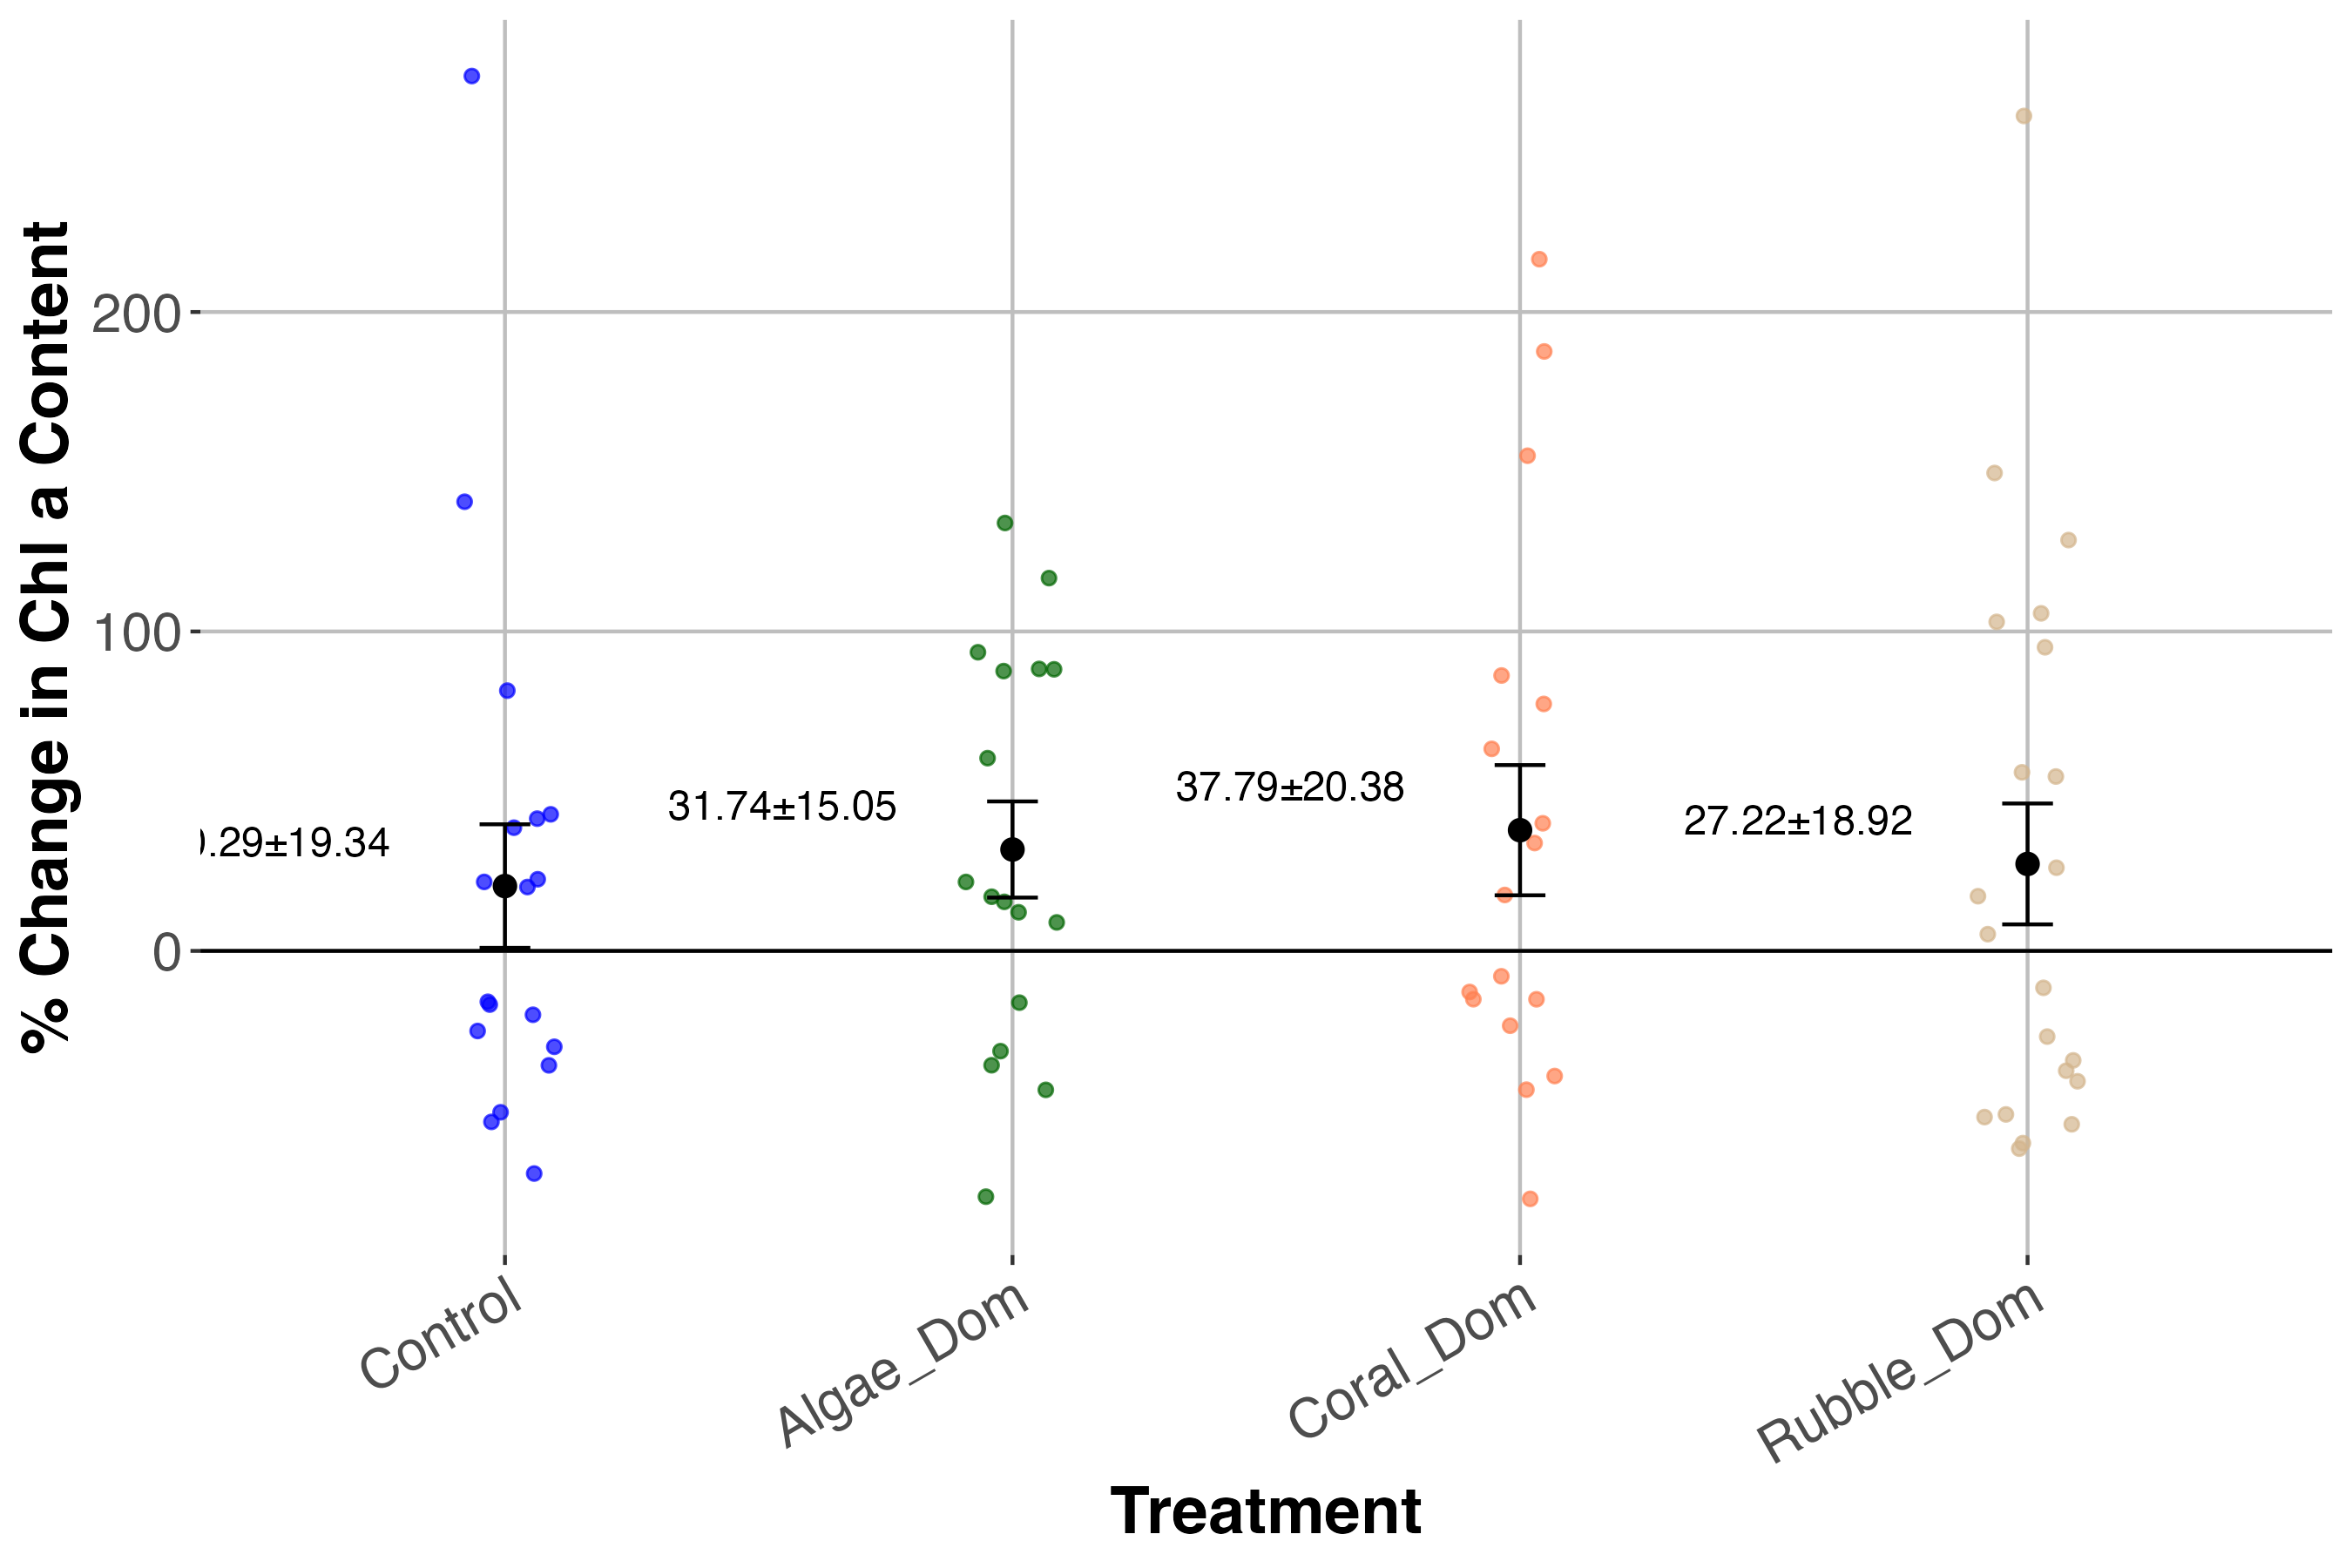 % Change in Chl a Content
200
100
0
.29±19.34
31.74±15.05
37.79±20.38
27.22±18.92
Control
Algae_Dom
Coral_Dom
Rubble_Dom
Treatment